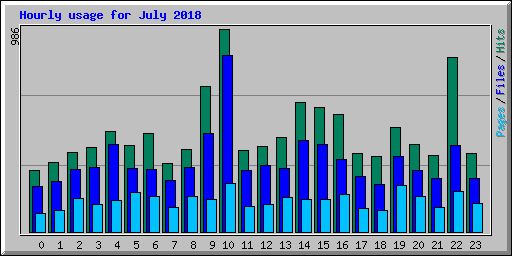 Hourly usage for July 2018
986
Pages/Files/Hits
0 1 2 3 4 5 6 7 8 9 10 11 12 13 14 15 16 17 18 19 20 21 22 23